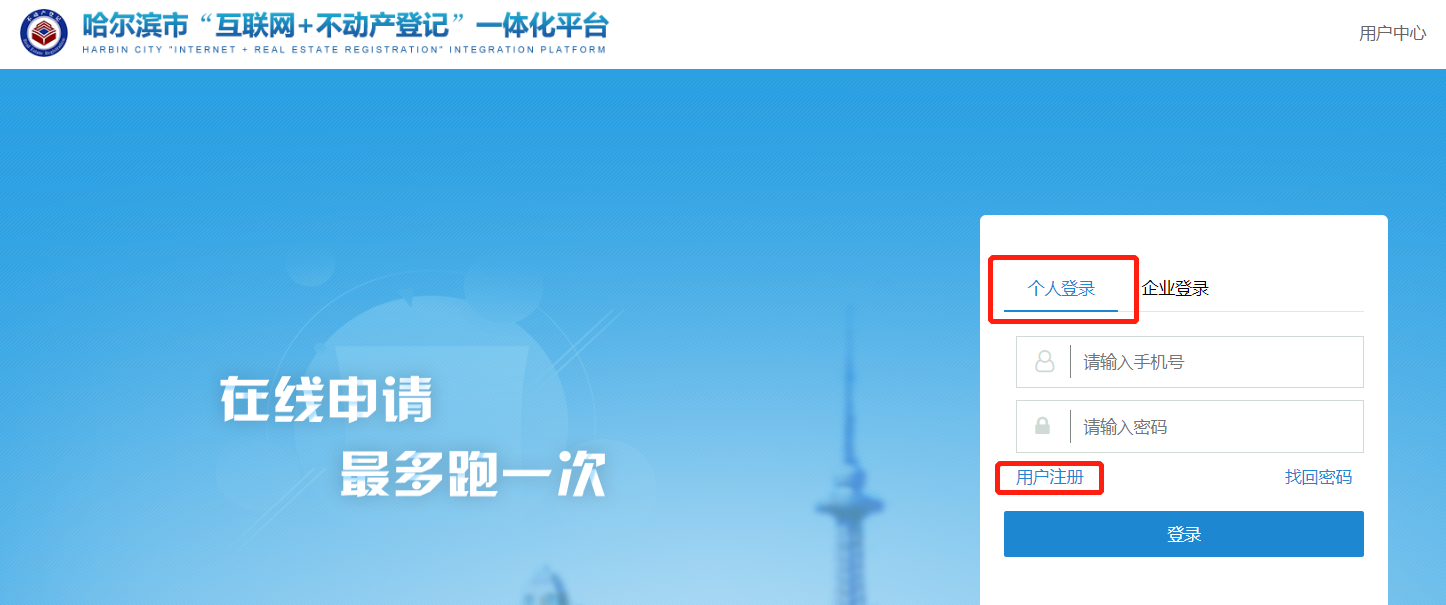 哈尔滨市“互联网+不动产登记”一体化平台
HARBIN CITY "INTERNET + REAL ESTATE REGISTRATION" INTEGRATION PLATFORM
用户中心
在线申请
最多跑一次
个人登录 企业登录
请输入手机号
请输入密码
用户注册 找回密码
登录